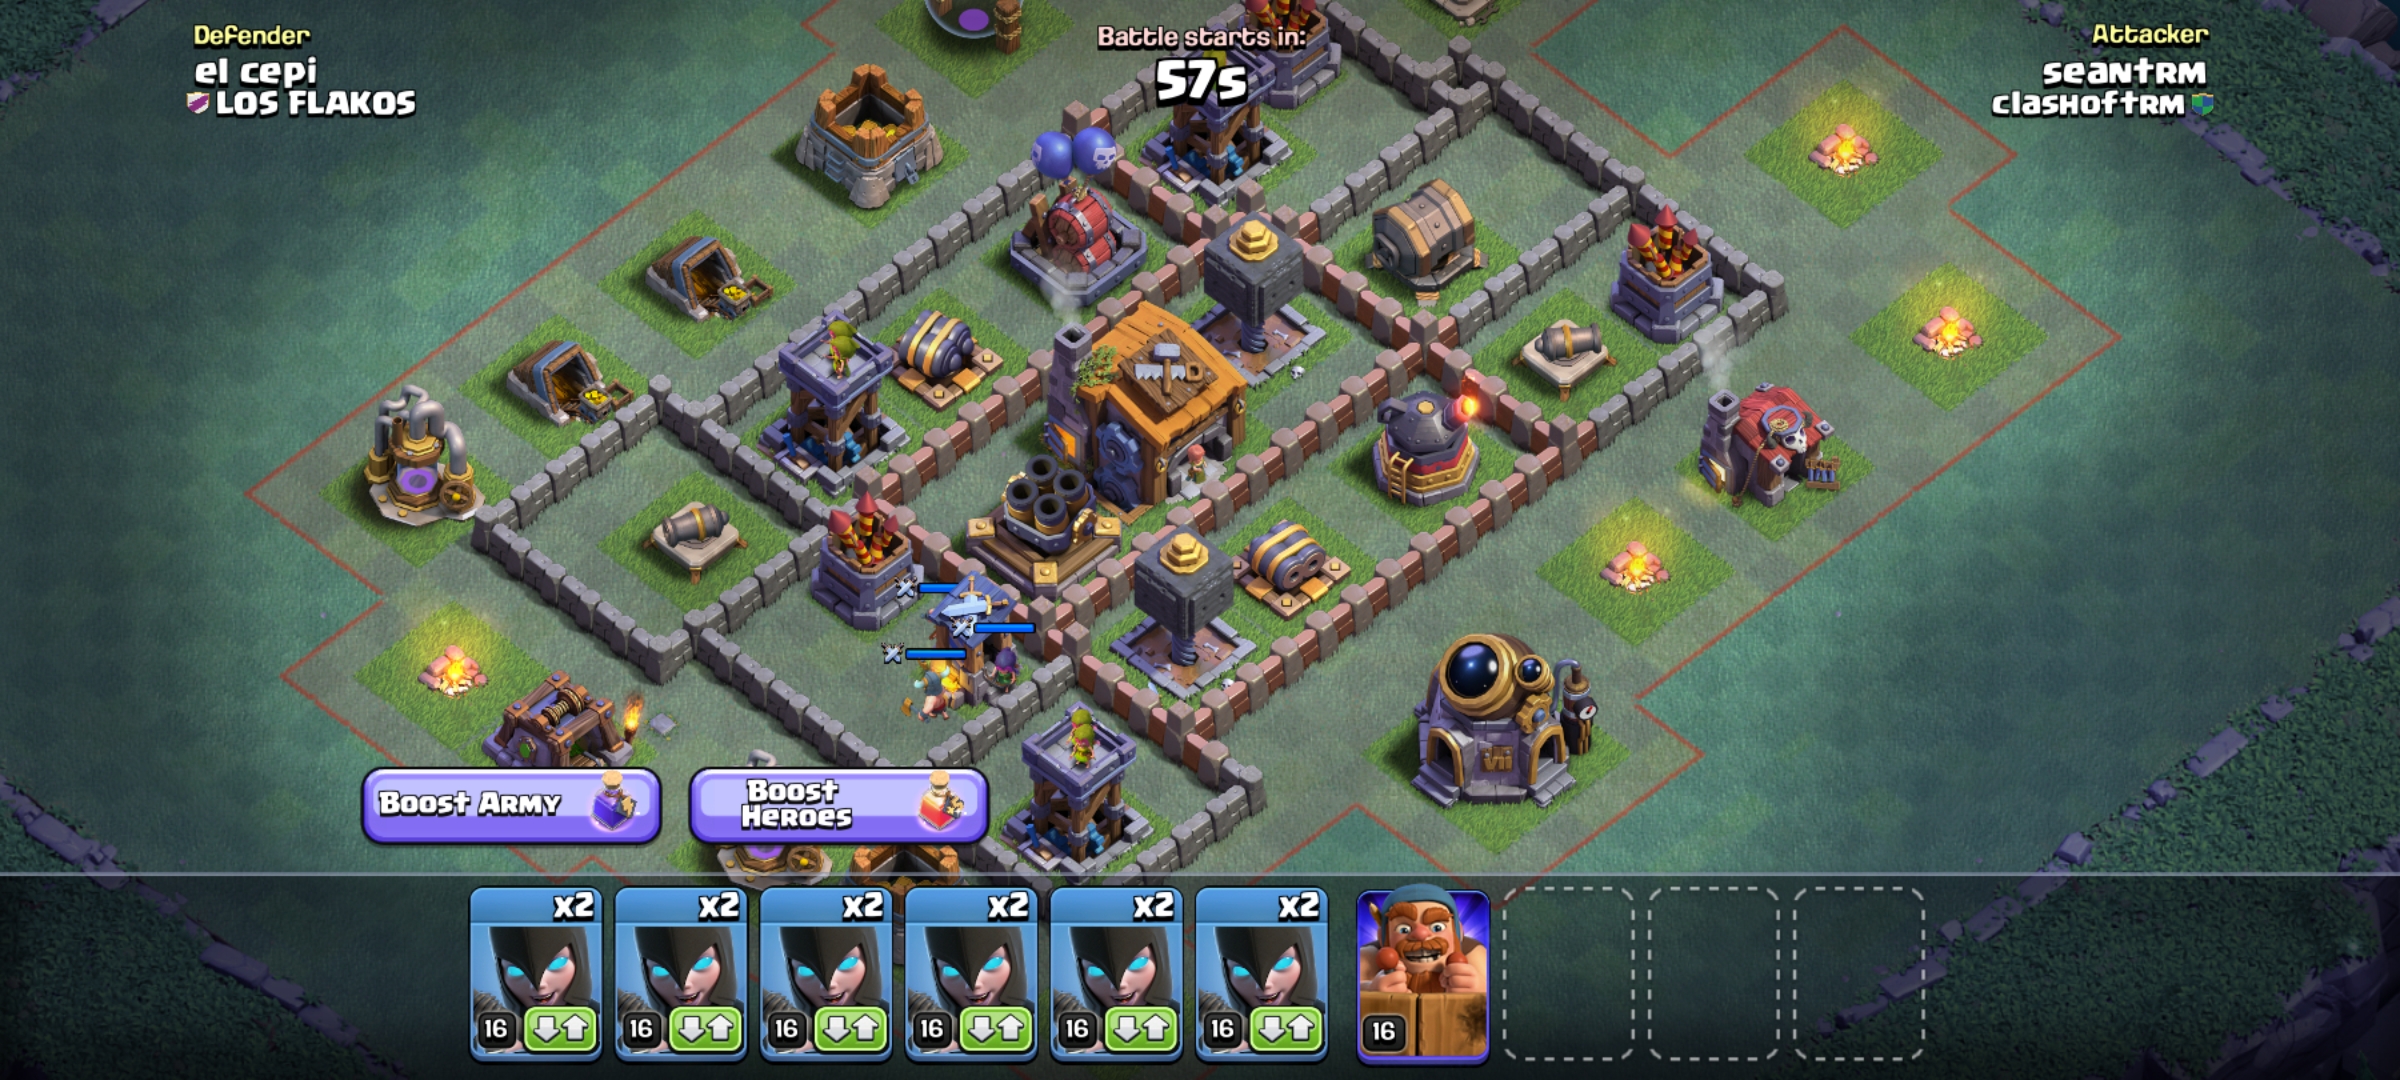 Defender
el cepi
LOS FLAKOS
Battle starts in:
57s
Attacker
seantRM
clashoftRM
VII
Boost Army
Boost
Heroes
x2
x2
x2
x2
x2
x2
16
16
16
16
16
16
16